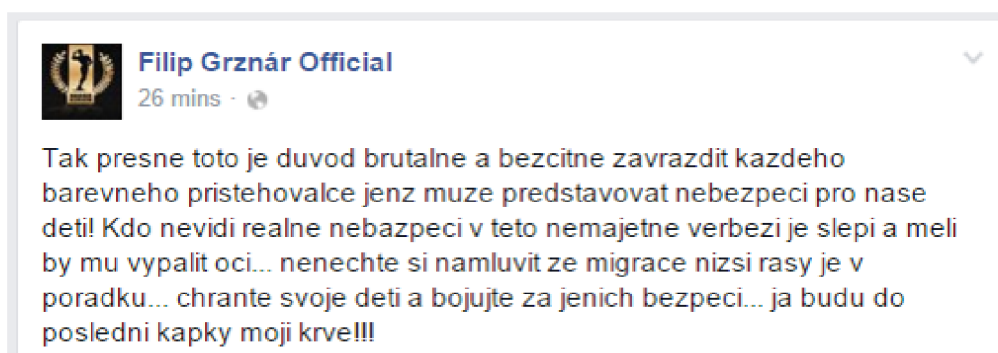 Filip Grznár Official
26 mins ·
Tak presne toto je duvod brutalne a bezcitne zavrazdit kazdeho
barevneho pristehovalce jenz muze predstavovat nebezpeci pro nase
deti! Kdo nevidi realne nebazpeci v teto nemajetne verbezi je slepi a meli
by mu vypalit oci... nenechte si namluvit ze migrace nizsi rasy je v
poradku... chrante svoje deti a bojujte za jenich bezpeci... ja budu do
posledni kapky moji krve!!!